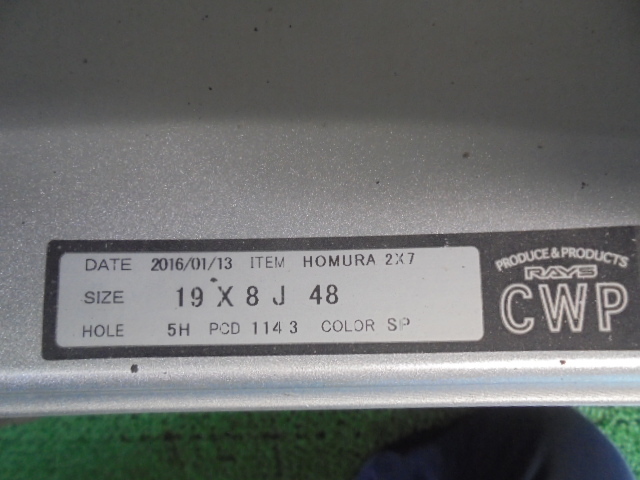 DATE 2016/01/13 ITEM HOMURA 2X7
SIZE 19 X 8 J 48
HOLE 5H PCD 114 3 COLOR SP
PRODUCE & PRODUCTS
RAYS
CWP